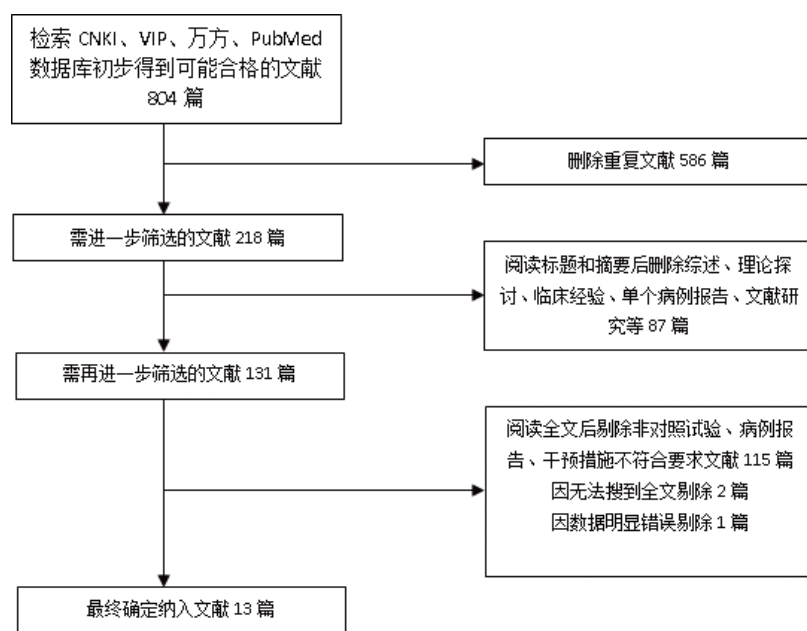 检索 CNKI、VIP、万方、PubMed
数据库初步得到可能合格的文献
804 篇
删除重复文献 586 篇
需进一步筛选的文献 218 篇
阅读标题和摘要后删除综述、理论探
讨、临床经验、单个病例报告、文献研
究等 87 篇
需再进一步筛选的文献 131 篇
阅读全文后剔除非对照试验、病例报
告、干预措施不符合要求文献 115 篇
因无法搜到全文剔除 2 篇
因数据明显错误剔除 1 篇
最终确定纳入文献 13 篇